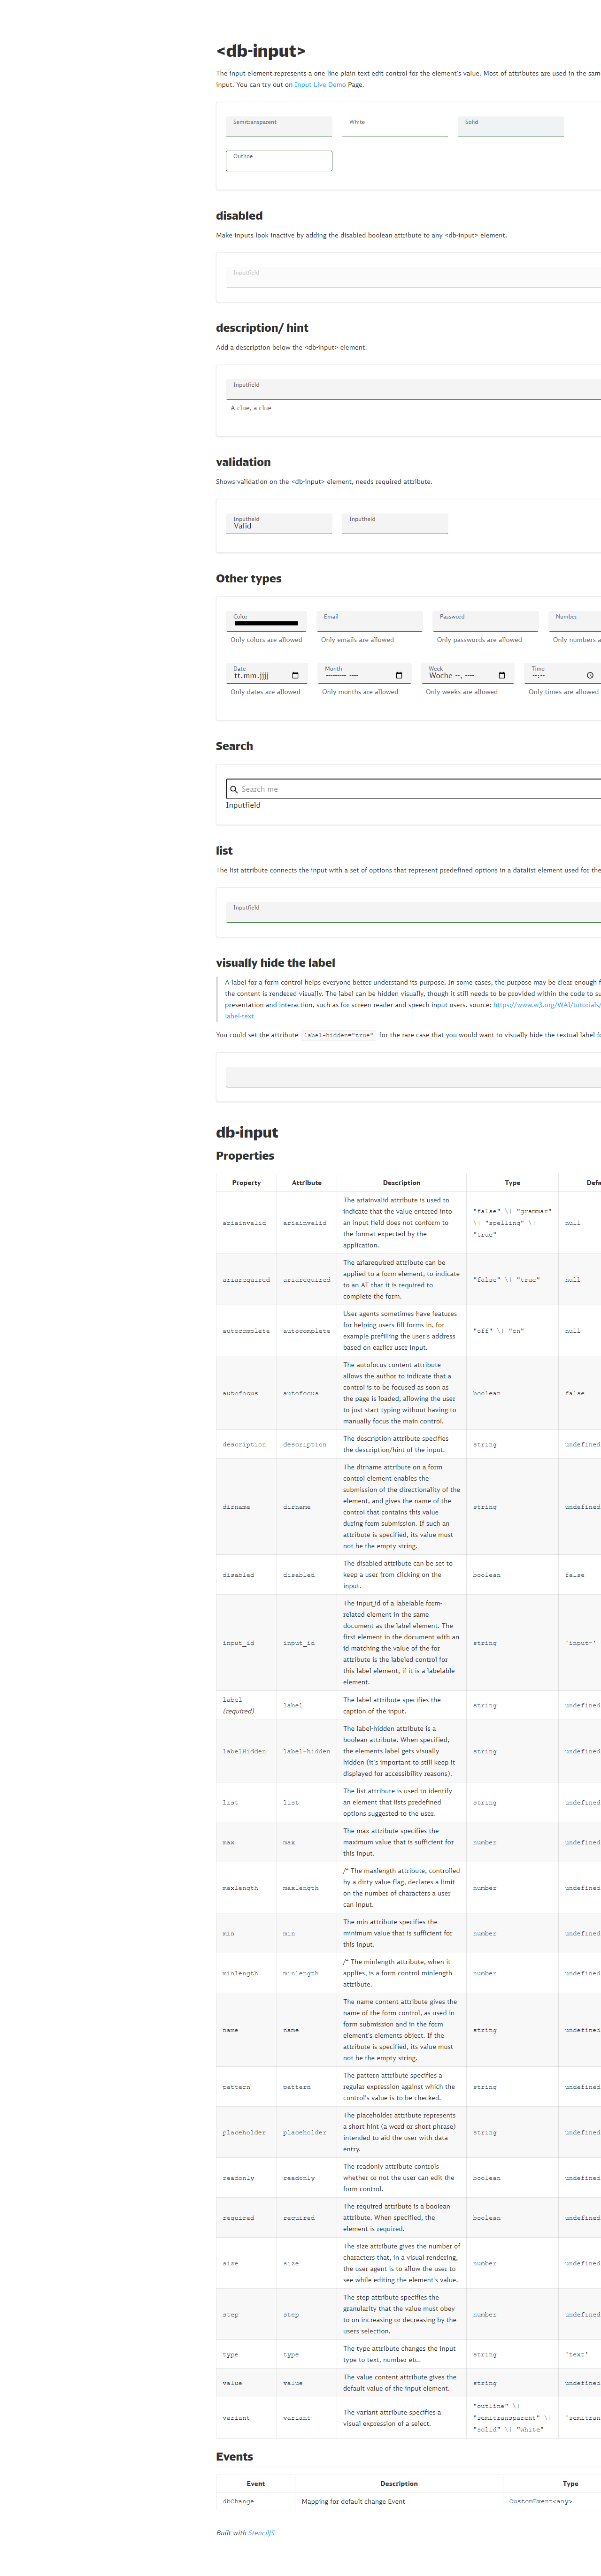 <db-input>
The input element represents a one line plain text edit control for the element's value. Most of attributes are used in the sam
input. You can try out on Input Live Demo Page.
Semitransparent White Solid
Outline
disabled
Make inputs look inactive by adding the disabled boolean attribute to any <db-input> element.
Inputfield
description/ hint
Add a description below the <db-input> element.
Inputfield
A clue, a clue
validation
Shows validation on the <db-input> element, needs required attribute.
Inputfield Inputfield
Valid
Other types
Color Email Password Number
Only colors are allowed Only emails are allowed Only passwords are allowed Only numbers a
Date Month Week Time
tt.mm.jjjj --------- ---- Woche --, ---- --:--
Only dates are allowed Only months are allowed Only weeks are allowed Only times are allowed
Search
Search me
Inputfield
list
The list attribute connects the input with a set of options that represent predefined options in a datalist element used for the
Inputfield
visually hide the label
A label for a form control helps everyone better understand its purpose. In some cases, the purpose may be clear enough f
the content is rendered visually. The label can be hidden visually, though it still needs to be provided within the code to su
presentation and interaction, such as for screen reader and speech input users. source: https://www.w3.org/WAI/tutorials/
label-text
You could set the attribute label-hidden="true" for the rare case that you would want to visually hide the textual label fo
db-input
Properties
Property Attribute Description Type Defa
The ariainvalid attribute is used to
indicate that the value entered into
an input field does not conform to
the format expected by the
application.
ariainvalid ariainvalid "false" \| "grammar"
\| "spelling" \|
"true" null
The ariarequired attribute can be
applied to a form element, to indicate
to an AT that it is required to
complete the form.
ariarequired ariarequired "false" \| "true" null
User agents sometimes have features
for helping users fill forms in, for
example prefilling the user's address
based on earlier user input.
autocomplete autocomplete "off" \| "on" null
The autofocus content attribute
allows the author to indicate that a
control is to be focused as soon as
the page is loaded, allowing the user
to just start typing without having to
manually focus the main control.
autofocus autofocus boolean false
The description attribute specifies
the description/hint of the input.
description description string undefined
The dirname attribute on a form
control element enables the
submission of the directionality of the
element, and gives the name of the
control that contains this value
during form submission. If such an
attribute is specified, its value must
not be the empty string.
dirname dirname string undefined
The disabled attribute can be set to
keep a user from clicking on the
input.
disabled disabled boolean false
The input_id of a labelable form-
related element in the same
document as the label element. The
first element in the document with an
id matching the value of the for
attribute is the labeled control for
this label element, if it is a labelable
element.
input_id input_id string 'input-'
label
(required) label
The label attribute specifies the
caption of the input.
string undefined
The label-hidden attribute is a
boolean attribute. When specified,
the elements label gets visually
hidden (it's important to still keep it
displayed for accessibility reasons).
labelHidden label-hidden string undefined
The list attribute is used to identify
an element that lists predefined
options suggested to the user.
list list string undefined
The max attribute specifies the
maximum value that is sufficient for
this input.
max max number undefined
/* The maxlength attribute, controlled
by a dirty value flag, declares a limit
on the number of characters a user
can input.
maxlength maxlength number undefined
The min attribute specifies the
minimum value that is sufficient for
this input.
min min number undefined
/* The minlength attribute, when it
applies, is a form control minlength
attribute.
minlength minlength number undefined
The name content attribute gives the
name of the form control, as used in
form submission and in the form
element's elements object. If the
attribute is specified, its value must
not be the empty string.
name name string undefined
The pattern attribute specifies a
regular expression against which the
control's value is to be checked.
pattern pattern string undefined
The placeholder attribute represents
a short hint (a word or short phrase)
intended to aid the user with data
entry.
placeholder placeholder string undefined
The readonly attribute controls
whether or not the user can edit the
form control.
readonly readonly boolean undefined
The required attribute is a boolean
attribute. When specified, the
element is required.
required required boolean undefined
The size attribute gives the number of
characters that, in a visual rendering,
the user agent is to allow the user to
see while editing the element's value.
size size number undefined
The step attribute specifies the
granularity that the value must obey
to on increasing or decreasing by the
users selection.
step step number undefined
The type attribute changes the input
type to text, number etc.
type type string 'text'
The value content attribute gives the
default value of the input element.
value value string undefined
The variant attribute specifies a
visual expression of a select.
variant variant "outline" \|
"semitransparent" \|
"solid" \| "white" 'semitran
Events
Event Description Type
dbChange Mapping for default change Event CustomEvent<any>
Built with StencilJS